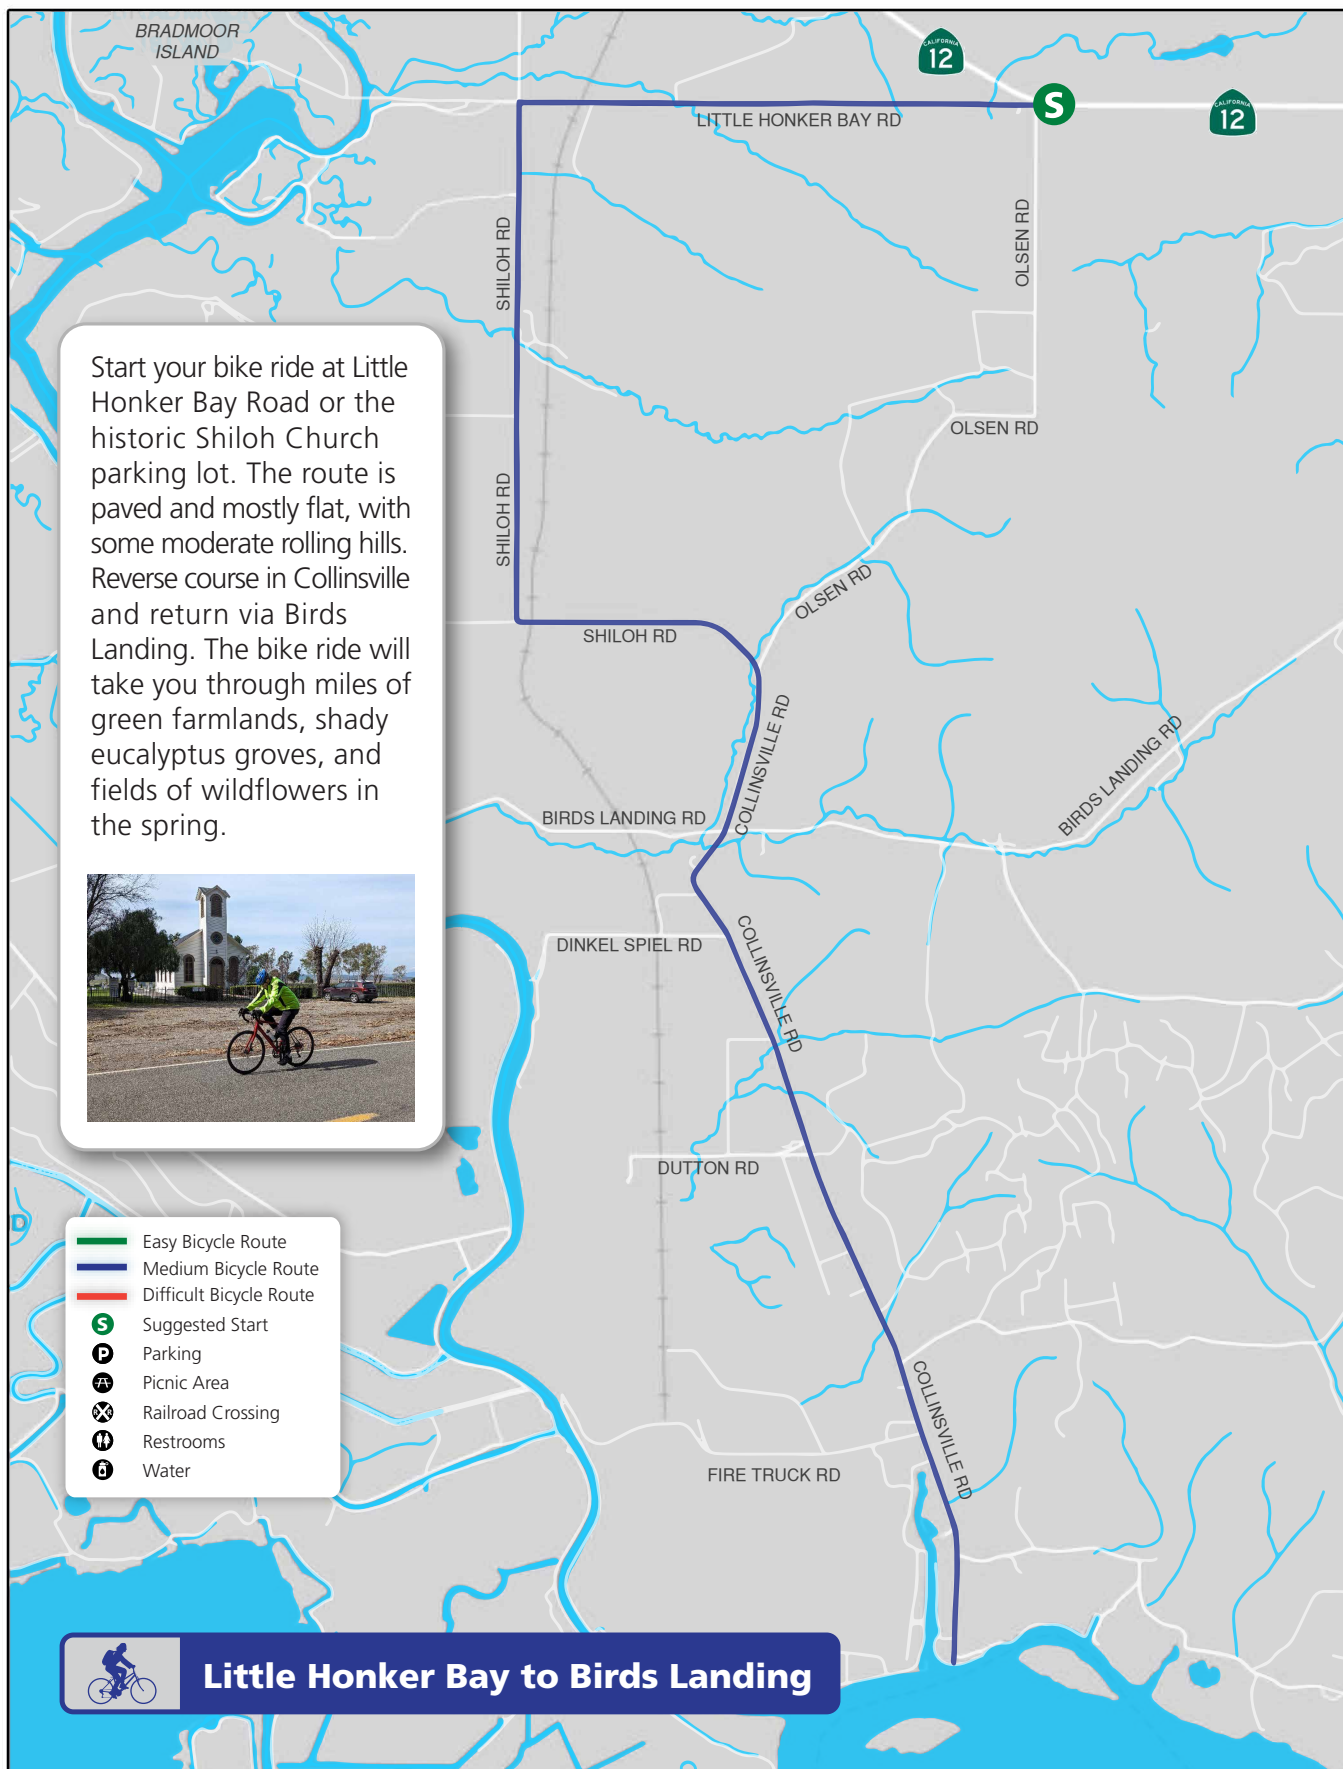 BRADMOOR
ISLAND
CALIFORNIA
12
S
CALIFORNIA
12
LITTLE HONKER BAY RD
SHILOH RD
OLSEN RD
OLSEN RD
SHILOH RD
OLSEN RD
SHILOH RD
COLLINSVILLE RD
BIRDS LANDING RD
BIRDS LANDING RD
COLLINSVILLE RD
DINKEL SPIEL RD
DUTTON RD
COLLINSVILLE RD
FIRE TRUCK RD
Start your bike ride at Little
Honker Bay Road or the
historic Shiloh Church
parking lot. The route is
paved and mostly flat, with
some moderate rolling hills.
Reverse course in Collinsville
and return via Birds
Landing. The bike ride will
take you through miles of
green farmlands, shady
eucalyptus groves, and
fields of wildflowers in
the spring.
D
Easy Bicycle Route
Medium Bicycle Route
Difficult Bicycle Route
S Suggested Start
P Parking
Picnic Area
R R Railroad Crossing
Restrooms
Water
Little Honker Bay to Birds Landing